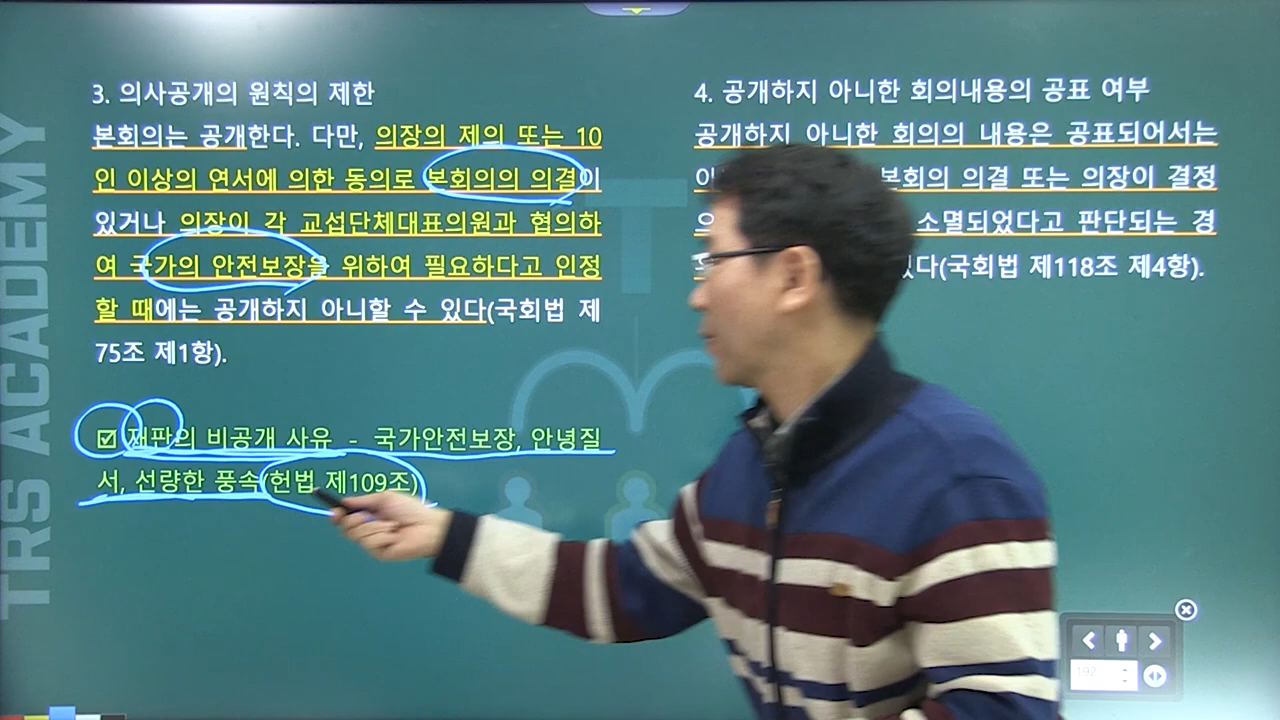 TRS ACADEMY
3. 의사공개의 원칙의 제한
본회의는 공개한다. 다만, 의장의 제의 또는 10
인 이상의 연서에 의한 동의로 본회의의 의결이
있거나 의장이 각 교섭단체대표의원과 협의하
여 국가의 안전보장을 위하여 필요하다고 인정
할 때에는 공개하지 아니할 수 있다(국회법 제
75조 제1항).
☑ 재판의 비공개 사유 - 국가안전보장, 안녕질
서, 선량한 풍속(헌법 제109조)
4. 공개하지 아니한 회의내용의 공표 여부
공개하지 아니한 회의의 내용은 공표되어서는
본회의 의결 또는 의장이 결정
소멸되었다고 판단되는 경
있다(국회법 제118조 제4항).
192